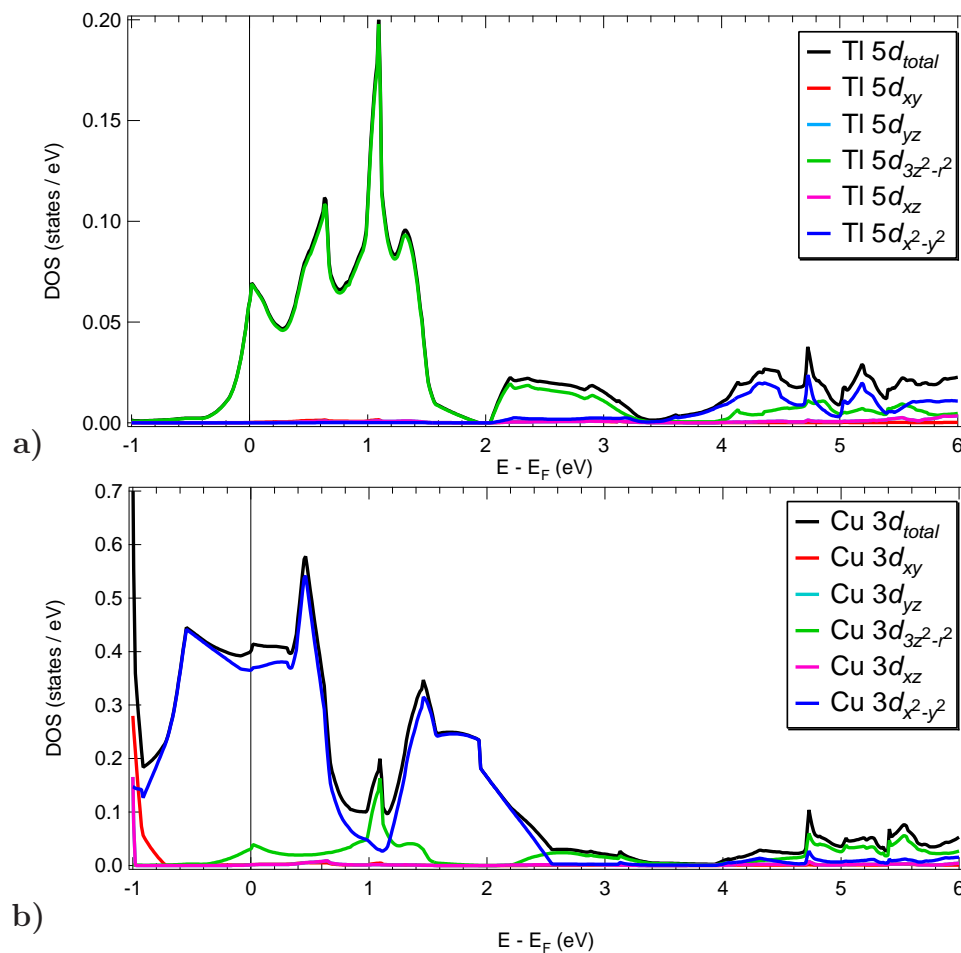 0.20
0.15
0.10
0.05
0.00
DOS (states / eV)
Tl 5d_total
Tl 5d_xy
Tl 5d_yz
Tl 5d_3z²-r²
Tl 5d_xz
Tl 5d_x²-y²
-1 0 1 2 3 4 5 6
E - E_F (eV)
a)
0.7
0.6
0.5
0.4
0.3
0.2
0.1
0.0
DOS (states / eV)
Cu 3d_total
Cu 3d_xy
Cu 3d_yz
Cu 3d_3z²-r²
Cu 3d_xz
Cu 3d_x²-y²
-1 0 1 2 3 4 5 6
b)
E - E_F (eV)